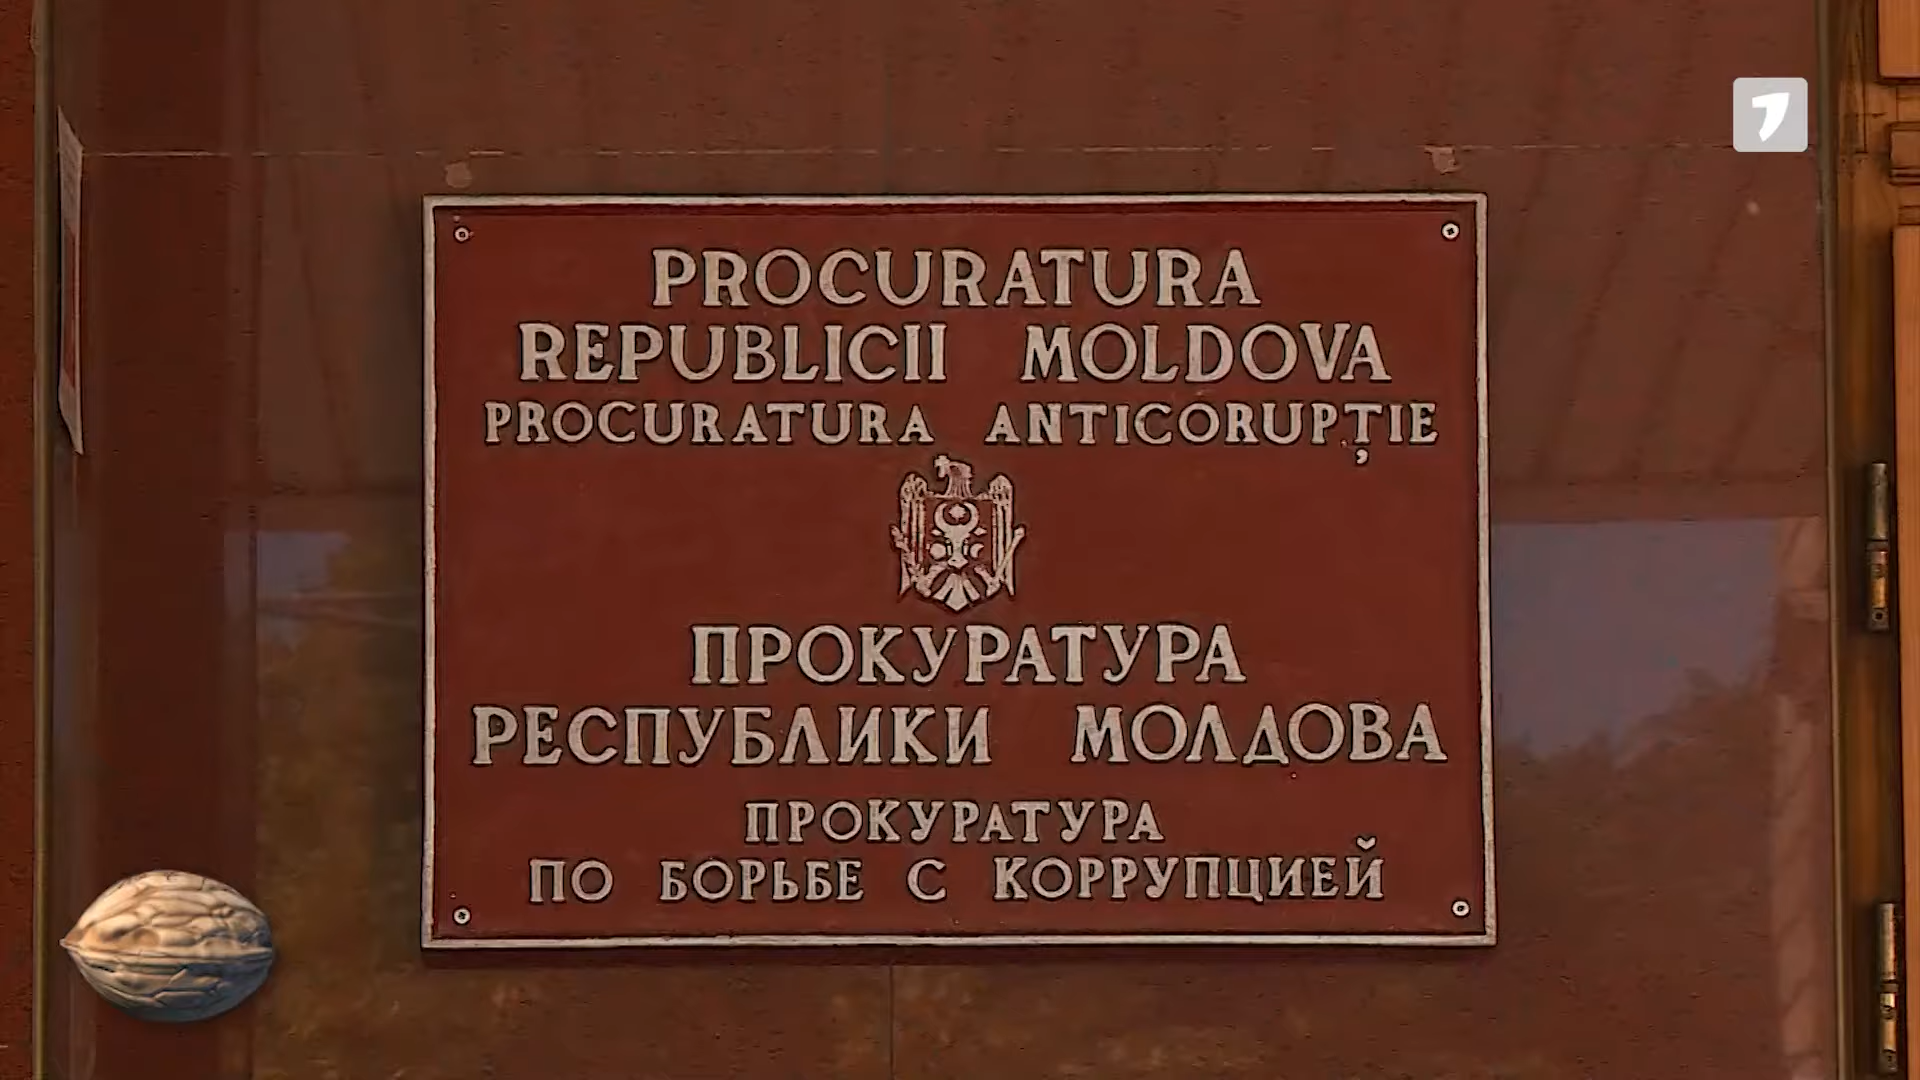 PROCURATURA
REPUBLICII MOLDOVA
PROCURATURA ANTICORUPȚIE
ПРОКУРАТУРА
РЕСПУБЛИКИ МОЛДОВА
ПРОКУРАТУРА
ПО БОРЬБЕ С КОРРУПЦИЕЙ